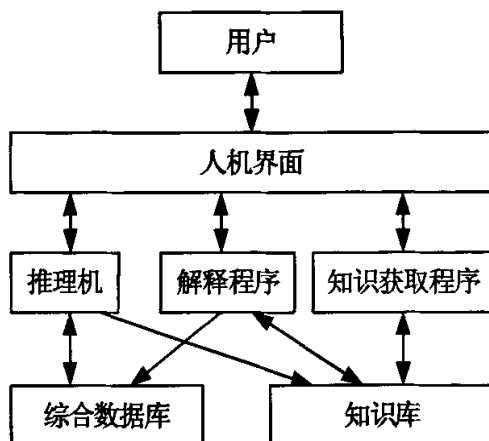 用户
人机界面
推理机
解释程序
知识获取程序
综合数据库
知识库